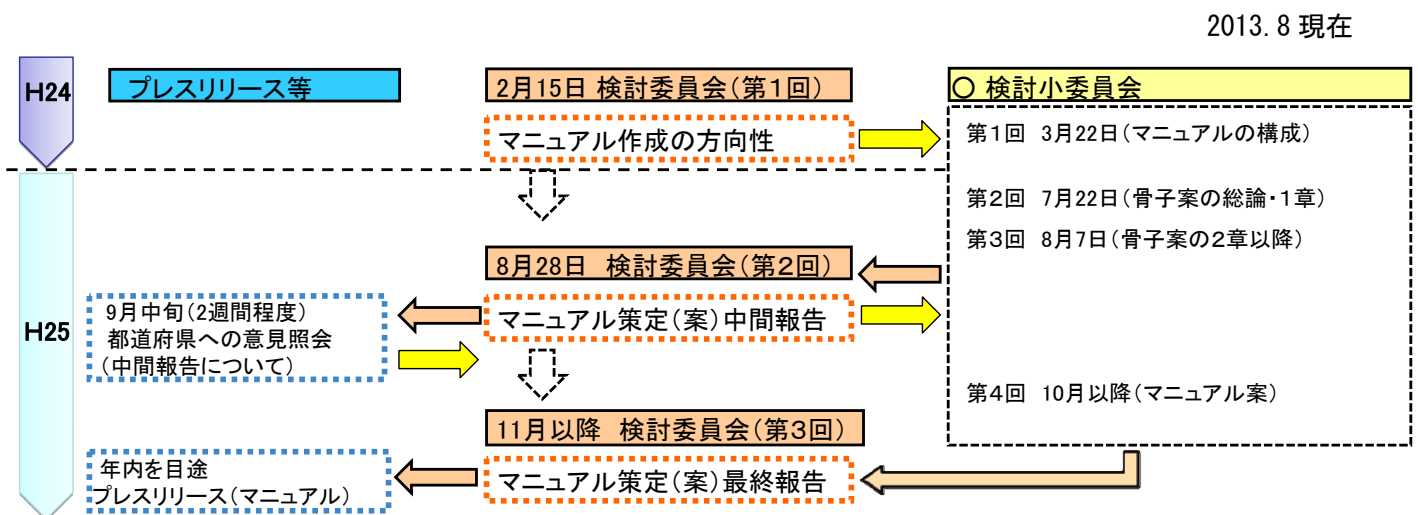 2013.8 現在
H24
プレスリリース等
2月15日 検討委員会(第1回)
マニュアル作成の方向性
〇 検討小委員会
第1回 3月22日(マニュアルの構成)
第2回 7月22日(骨子案の総論・1章)
第3回 8月7日(骨子案の2章以降)
第4回 10月以降(マニュアル案)
H25
8月28日 検討委員会(第2回)
マニュアル策定(案)中間報告
9月中旬(2週間程度)
都道府県への意見照会
(中間報告について)
11月以降 検討委員会(第3回)
マニュアル策定(案)最終報告
年内を目途
プレスリリース(マニュアル)